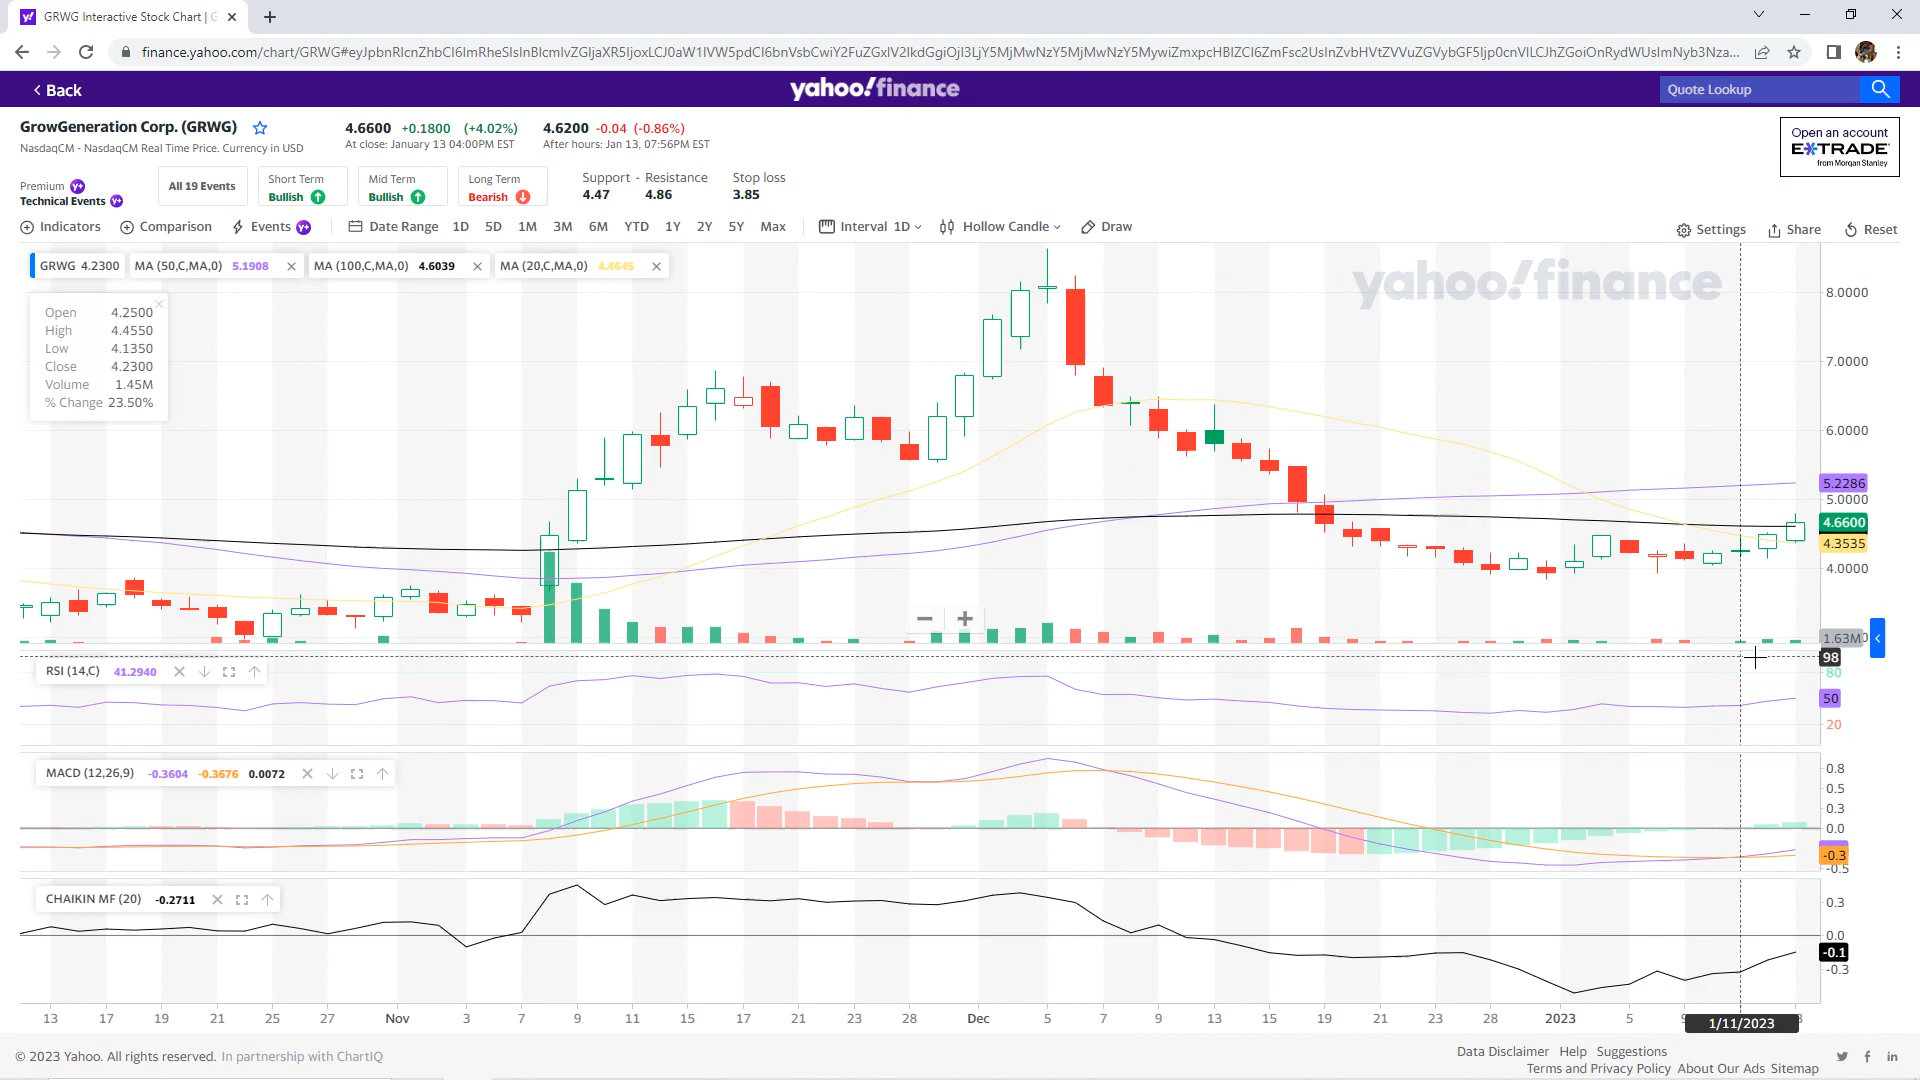 GRWG Interactive Stock Chart | G
finance.yahoo.com/chart/GRWG#
Back
yahoo!finance
Quote Lookup
GrowGeneration Corp. (GRWG)
4.6600 +0.1800 (+4.02%) 4.6200 -0.04 (-0.86%)
NasdaqCM - NasdaqCM Real Time Price. Currency in USD
At close: January 13 04:00PM EST After hours: Jan 13, 07:56PM EST
Open an account
E*TRADE
from Morgan Stanley
Premium Y+
Technical Events Y+
All 19 Events
Short Term
Bullish
Mid Term
Bullish
Long Term
Bearish
Support - Resistance
4.47 4.86
Stop loss
3.85
Indicators Comparison Events Y+ Date Range 1D 5D 1M 3M 6M YTD 1Y 2Y 5Y Max Interval 1D Hollow Candle Draw Settings Share Reset
GRWG 4.2300 MA (50,C,MA,0) 5.1908 MA (100,C,MA,0) 4.6039 MA (20,C,MA,0) 4.4645
yahoo!finance
Open 4.2500
High 4.4550
Low 4.1350
Close 4.2300
Volume 1.45M
% Change 23.50%
8.0000
7.0000
6.0000
5.2286
5.0000
4.6600
4.3535
4.0000
1.63M
98
RSI (14,C) 41.2940
80
50
20
MACD (12,26,9) -0.3604 -0.3676 0.0072
0.8
0.5
0.3
0.0
-0.3
-0.5
CHAIKIN MF (20) -0.2711
0.3
0.0
-0.1
-0.3
13 17 19 21 25 27 Nov 3 7 9 11 15 17 21 23 28 Dec 5 7 9 13 15 19 21 23 28 2023 5
1/11/2023
© 2023 Yahoo. All rights reserved. In partnership with ChartIQ
Data Disclaimer Help Suggestions
Terms and Privacy Policy About Our Ads Sitemap